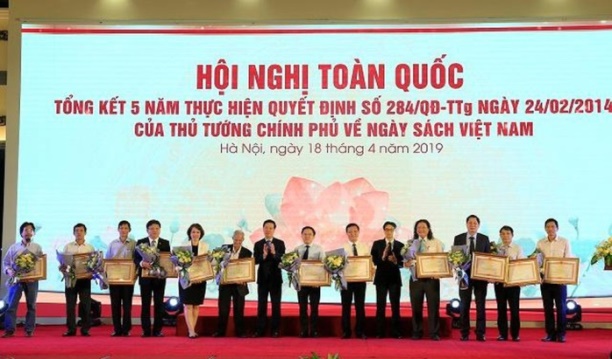 HỘI NGHỊ TOÀN QUỐC
TỔNG KẾT 5 NĂM THỰC HIỆN QUYẾT ĐỊNH SỐ 284/QĐ-TTg NGÀY 24/02/2014
CỦA THỦ TƯỚNG CHÍNH PHỦ VỀ NGÀY SÁCH VIỆT NAM
Hà Nội, ngày 18 tháng 4 năm 2019